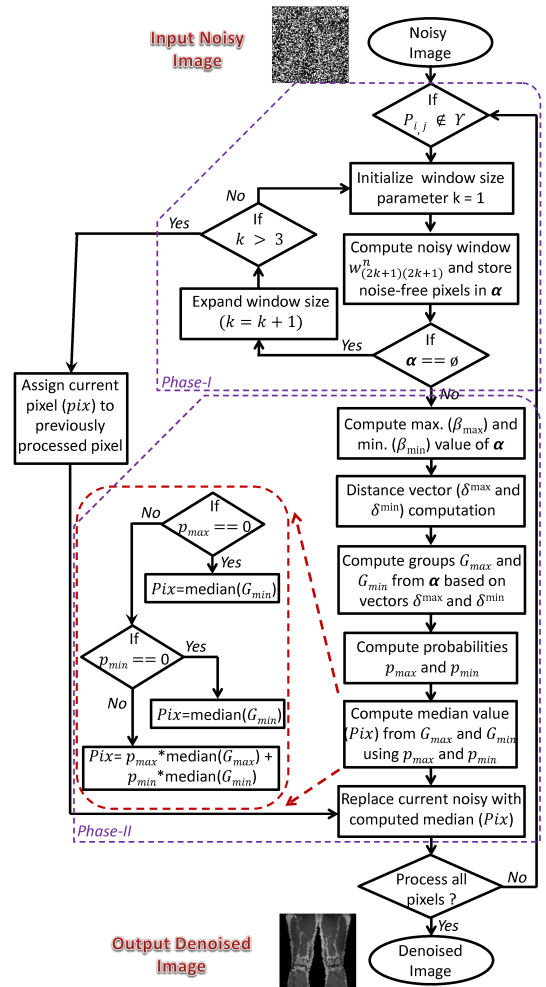 Input Noisy
Image
Noisy
Image
If
P_{i,j} ∉ Υ
Initialize window size
parameter k = 1
No
Yes
If
k > 3
Compute noisy window
w^n_{(2k+1)(2k+1)} and store
noise-free pixels in α
Expand window size
(k = k + 1)
Yes
If
α == ø
Phase-I
No
Assign current
pixel (pix) to
previously
processed pixel
Compute max. (β_max) and
min. (β_min) value of α
Distance vector (δ^max and
δ^min) computation
No
If
p_max == 0
Yes
Pix=median(G_min)
Compute groups G_max and
G_min from α based on
vectors δ^max and δ^min
If
p_min == 0
Yes
No
Pix=median(G_min)
Compute probabilities
p_max and p_min
Pix= p_max*median(G_max) +
p_min*median(G_min)
Compute median value
(Pix) from G_max and G_min
using p_max and p_min
Replace current noisy with
computed median (Pix)
Phase-II
Process all
pixels ?
No
Yes
Output Denoised
Image
Denoised
Image